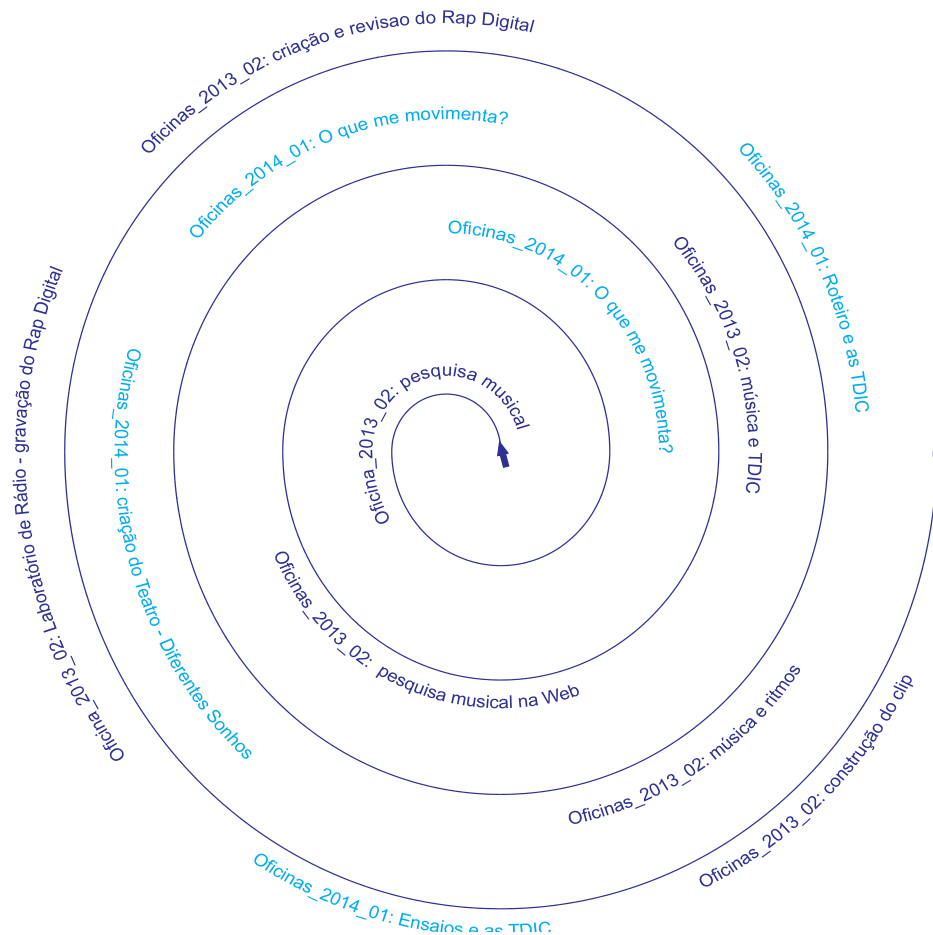 Oficinas_2013_02: criação e revisao do Rap Digital
Oficinas_2014_01: O que me movimenta?
Oficinas_2014_01: Roteiro e as TDIC
Oficinas_2014_01: O que me movimenta?
Oficinas_2013_02: música e TDIC
Oficina_2013_02: Laboratório de Rádio - gravação do Rap Digital
Oficinas_2014_01: criação do Teatro - Diferentes Sonhos
Oficina_2013_02: pesquisa musical
Oficinas_2013_02: pesquisa musical na Web
Oficinas_2013_02: música e ritmos
Oficinas_2013_02: construção do clip
Oficinas_2014_01: Ensaios e as TDIC